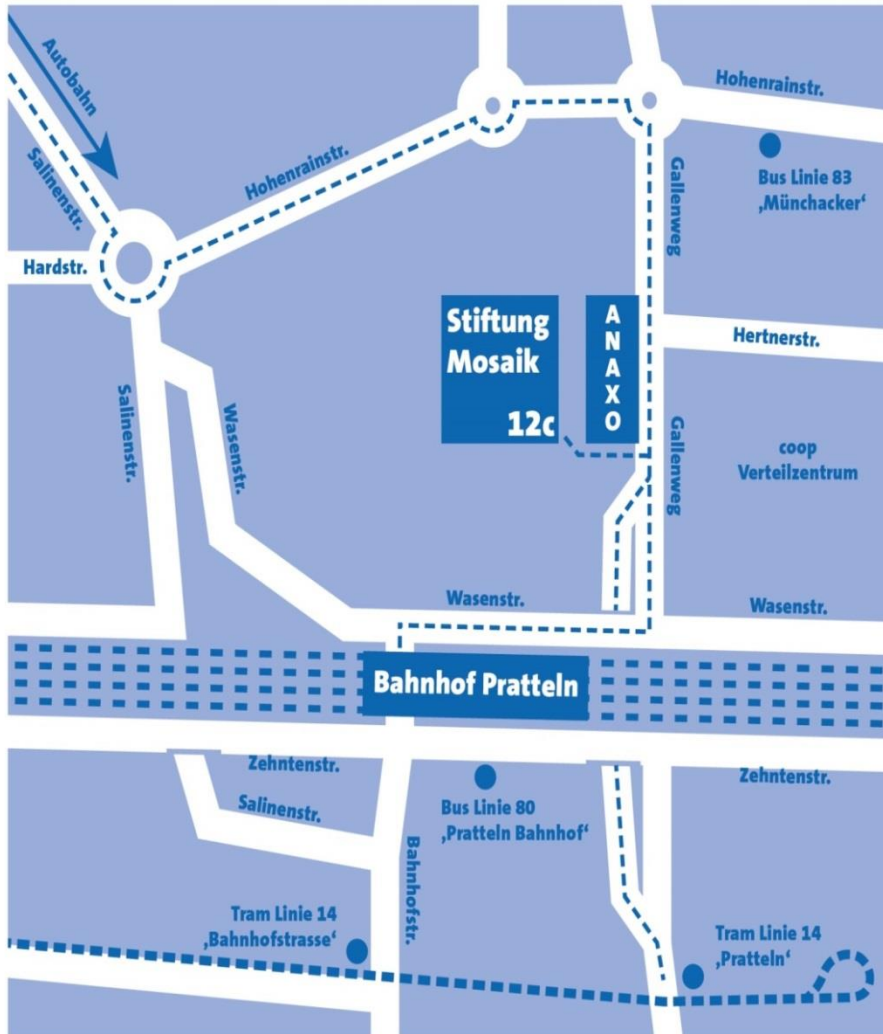 Autobahn
Salinenstr.
Hohenrainstr.
Hohenrainstr.
Bus Linie 83
‚Münchacker‘
Gallenweg
Hardstr.
Stiftung
Mosaik
12c
ANAXO
Hertnerstr.
Salinenstr.
Wasenstr.
Gallenweg
coop
Verteilzentrum
Wasenstr.
Wasenstr.
Bahnhof Pratteln
Zehntenstr.
Zehntenstr.
Salinenstr.
Bus Linie 80
‚Pratteln Bahnhof‘
Bahnhofstr.
Tram Linie 14
‚Bahnhofstrasse‘
Tram Linie 14
‚Pratteln‘